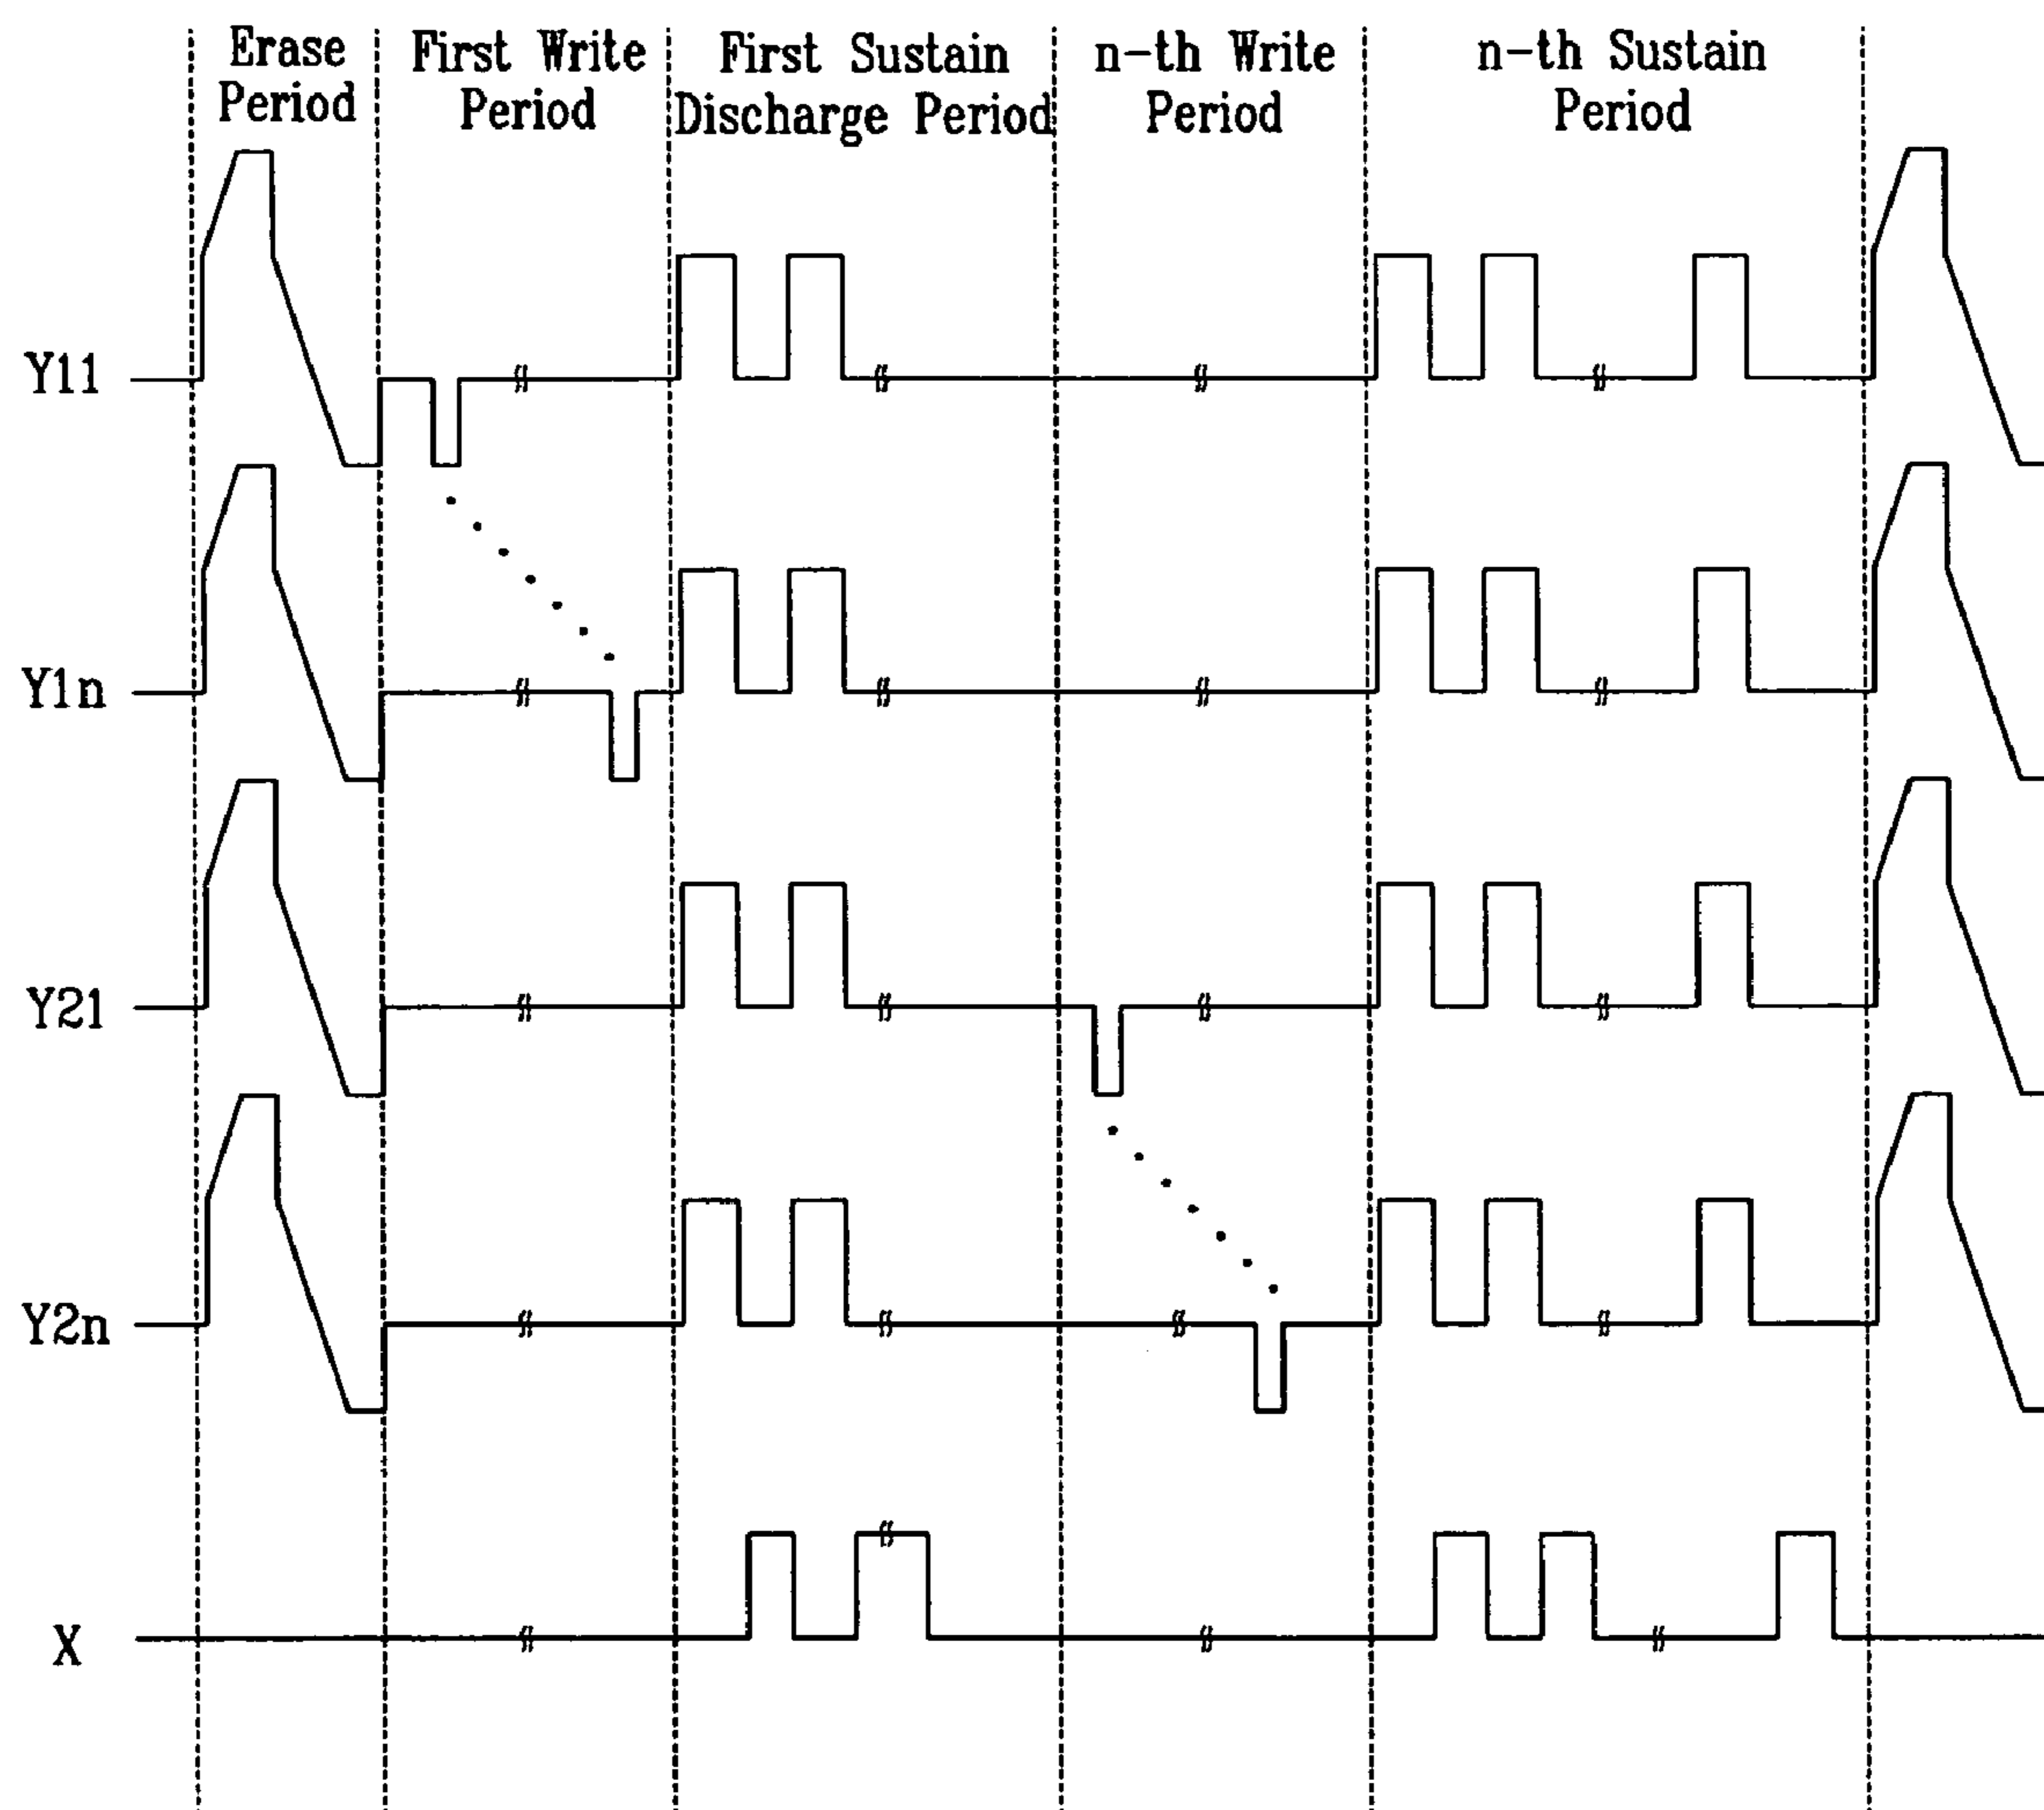 Erase
Period
First Write
Period
First Sustain
Discharge Period
n-th Write
Period
n-th Sustain
Period
Y11
Y1n
Y21
Y2n
X